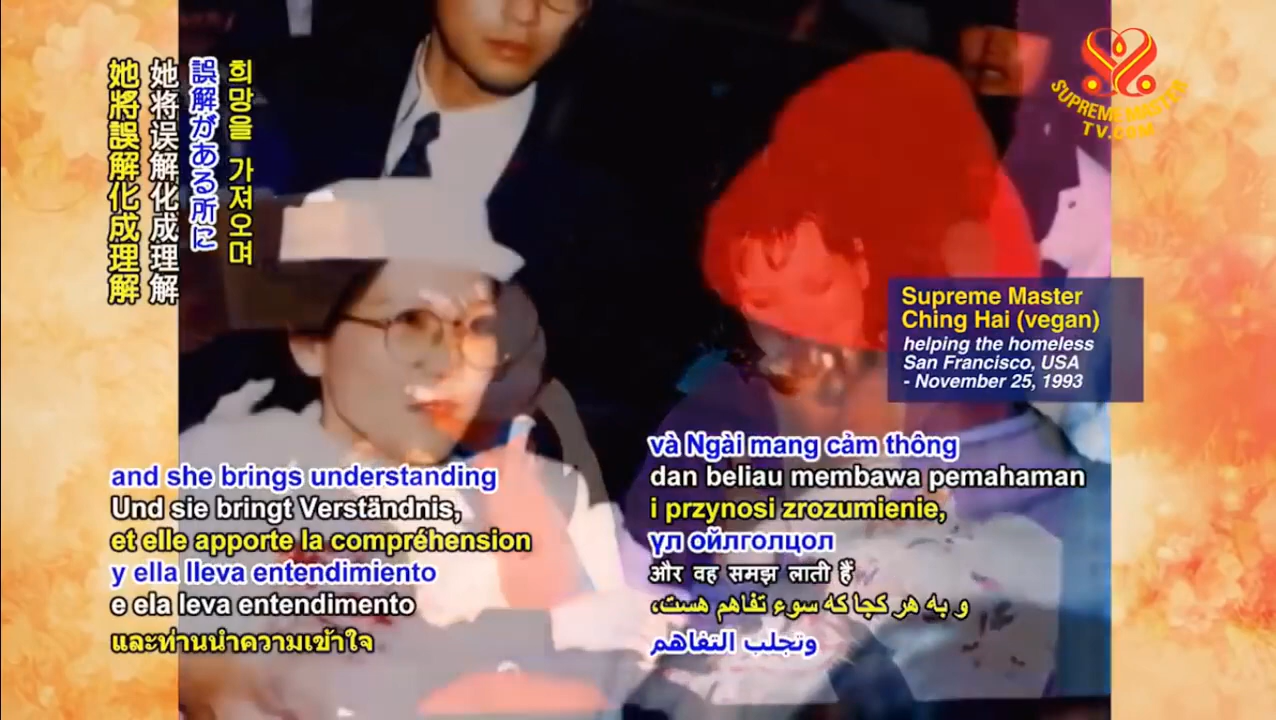 她將誤解化成理解
她将误解化成理解
誤解がある所に
희망을 가져오며
SUPREME MASTER
TV.COM
Supreme Master
Ching Hai (vegan)
helping the homeless
San Francisco, USA
- November 25, 1993
and she brings understanding
Und sie bringt Verständnis,
et elle apporte la compréhension
y ella lleva entendimiento
e ela leva entendimento
และท่านนำความเข้าใจ
và Ngài mang cảm thông
dan beliau membawa pemahaman
i przynosi zrozumienie,
үл ойлголцол
और वह समझ लाती हैं
و به هر کجا که سوء تفاهم هست،
وتجلب التفاهم